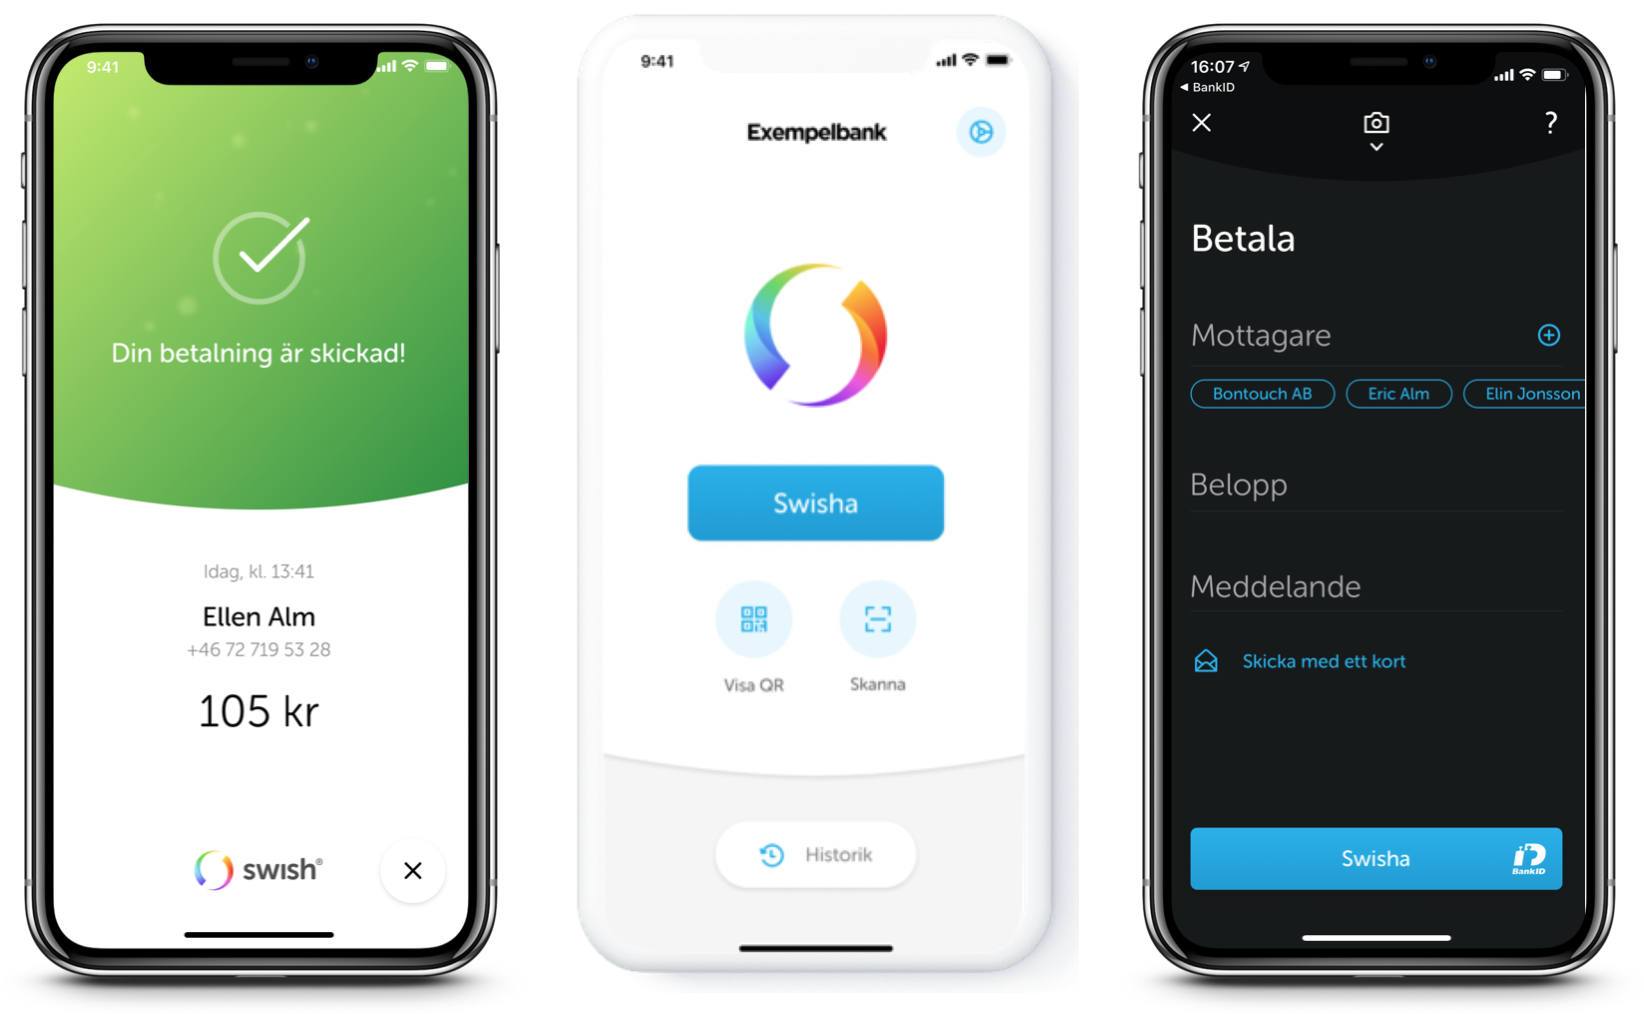 9:41
Din betalning är skickad!
Idag, kl. 13:41
Ellen Alm
+46 72 719 53 28
105 kr
swish®
9:41
Exempelbank
Swisha
Visa QR
Skanna
Historik
16:07
BankID
?
Betala
Mottagare
Bontouch AB
Eric Alm
Elin Jonsson
Belopp
Meddelande
Skicka med ett kort
Swisha
BankID